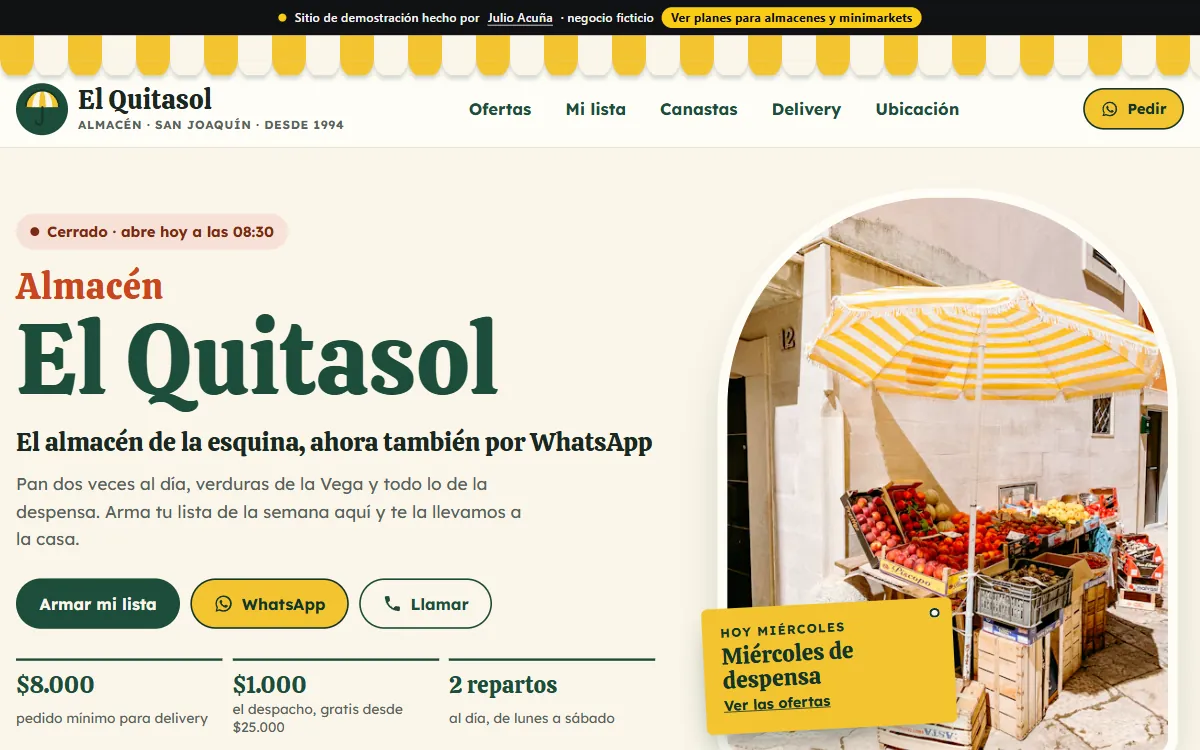 Sitio de demostración hecho por Julio Acuña · negocio ficticio Ver planes para almacenes y minimarkets
El Quitasol
ALMACÉN · SAN JOAQUÍN · DESDE 1994
Ofertas Mi lista Canastas Delivery Ubicación
Pedir
Cerrado · abre hoy a las 08:30
Almacén
El Quitasol
El almacén de la esquina, ahora también por WhatsApp
Pan dos veces al día, verduras de la Vega y todo lo de la
despensa. Arma tu lista de la semana aquí y te la llevamos a
la casa.
Armar mi lista WhatsApp Llamar
$8.000
pedido mínimo para delivery
$1.000
el despacho, gratis desde
$25.000
2 repartos
al día, de lunes a sábado
12
Piscopo
HOY MIÉRCOLES
Miércoles de
despensa
Ver las ofertas